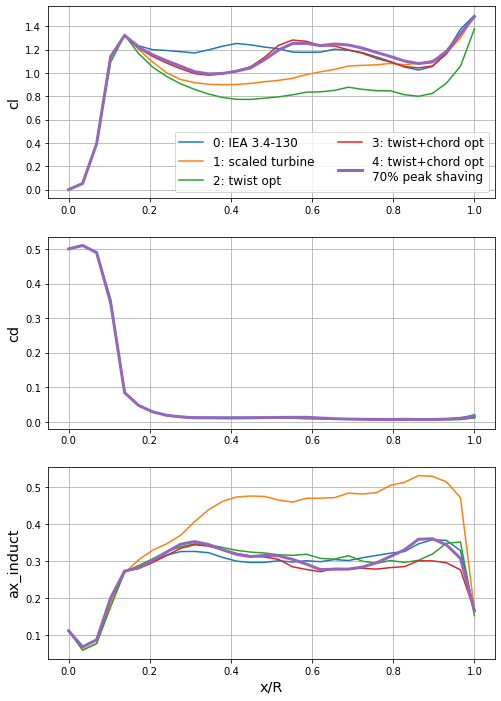 1.4
1.2
1.0
0.8
0.6
0.4
0.2
0.0
cl
0: IEA 3.4-130
1: scaled turbine
2: twist opt
3: twist+chord opt
4: twist+chord opt
70% peak shaving
0.0 0.2 0.4 0.6 0.8 1.0
0.5
0.4
0.3
0.2
0.1
0.0
cd
0.0 0.2 0.4 0.6 0.8 1.0
0.5
0.4
0.3
0.2
0.1
ax_induct
0.0 0.2 0.4 0.6 0.8 1.0
x/R